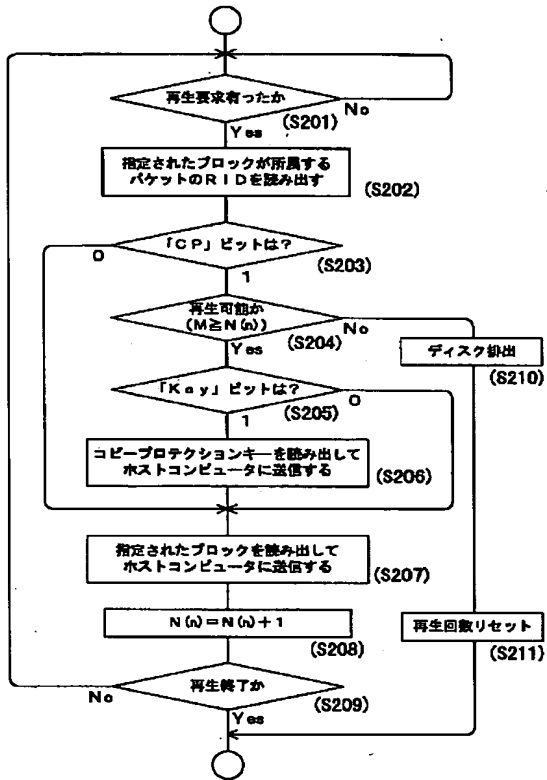 再生要求有ったか
No
(S201)
Yes
指定されたブロックが所属する
パケットのRIDを読み出す
(S202)
「CP」ビットは?
0
(S203)
1
再生可能か
(M≧N(n))
No
(S204)
Yes
ディスク排出
(S210)
「Key」ビットは?
0
(S205)
1
コピープロテクションキーを読み出して
ホストコンピュータに送信する
(S206)
指定されたブロックを読み出して
ホストコンピュータに送信する
(S207)
N(n)=N(n)+1
(S208)
再生回数リセット
(S211)
再生終了か
No
(S209)
Yes